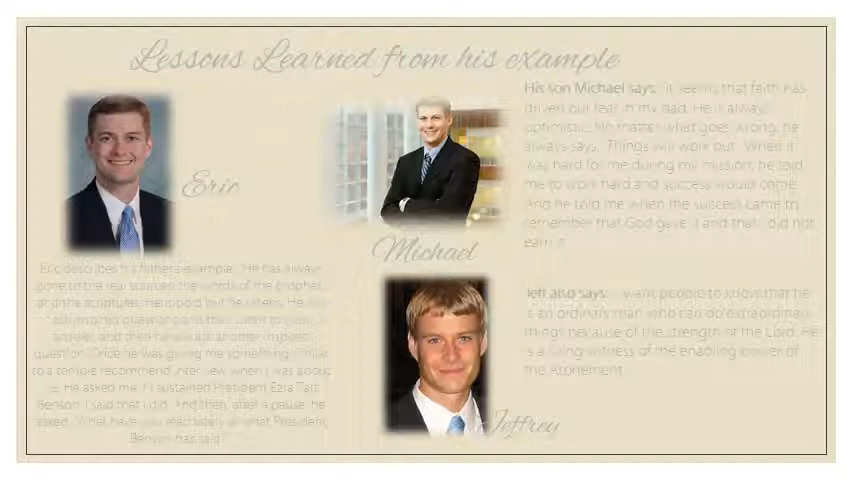 Lessons Learned from his example
Eric
Michael
Jeffrey
His son Michael says: "It seems that faith has
driven out fear in my dad. He is always
optimistic. No matter what goes wrong, he
always says, 'Things will work out.' When it
was hard for me during my mission, he told
me to work hard and success would come.
And he told me when the success came to
remember that God gave it and that I did not
earn it.
Jeff also says: I want people to know that he
is an ordinary man who can do extraordinary
things because of the strength of the Lord. He
is a living witness of the enabling power of
the Atonement.
Eric describes his father's example: "He has always
gone to the real sources: the words of the prophets
and the scriptures. He is bold, but he listens. He
ask inspired questions and then listen to your
answer and then have another inspired
question. Once he was giving me something similar
to a temple recommend interview when I was about
He asked me if I sustained President Ezra Taft
Benson. I said that I did. And then, after a pause, he
asked, 'What have you read lately of what President
Benson has said?'